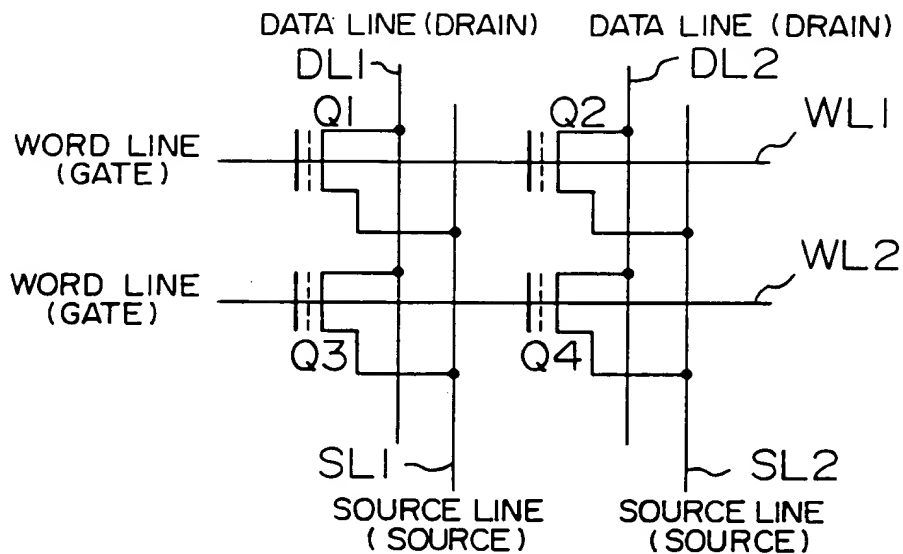 DATA LINE (DRAIN) DATA LINE (DRAIN)
DL1 DL2
Q1 Q2 WL1
WORD LINE
(GATE)
WL2
WORD LINE
(GATE)
Q3 Q4
SL1 SL2
SOURCE LINE SOURCE LINE
(SOURCE) (SOURCE)